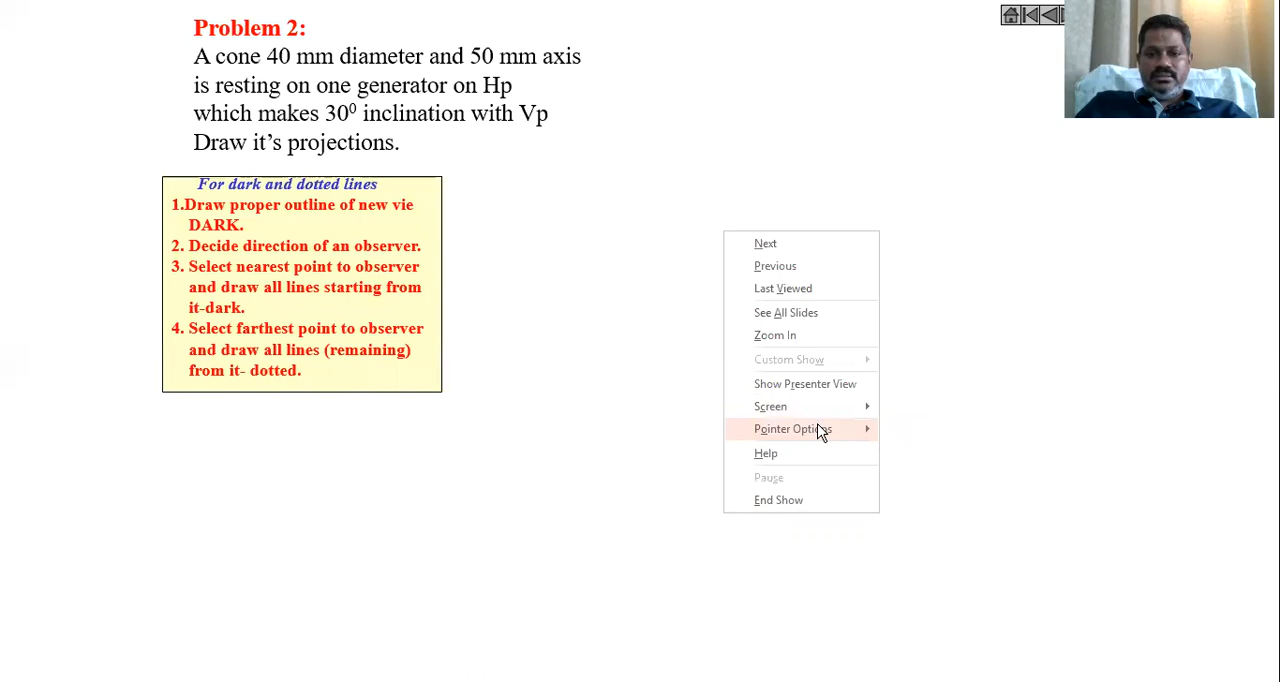 Problem 2:
A cone 40 mm diameter and 50 mm axis
is resting on one generator on Hp
which makes 30⁰ inclination with Vp
Draw it’s projections.
For dark and dotted lines
1.Draw proper outline of new vie
DARK.
2. Decide direction of an observer.
3. Select nearest point to observer
and draw all lines starting from
it-dark.
4. Select farthest point to observer
and draw all lines (remaining)
from it- dotted.
Next
Previous
Last Viewed
See All Slides
Zoom In
Custom Show
Show Presenter View
Screen
Pointer Options
Help
Pause
End Show